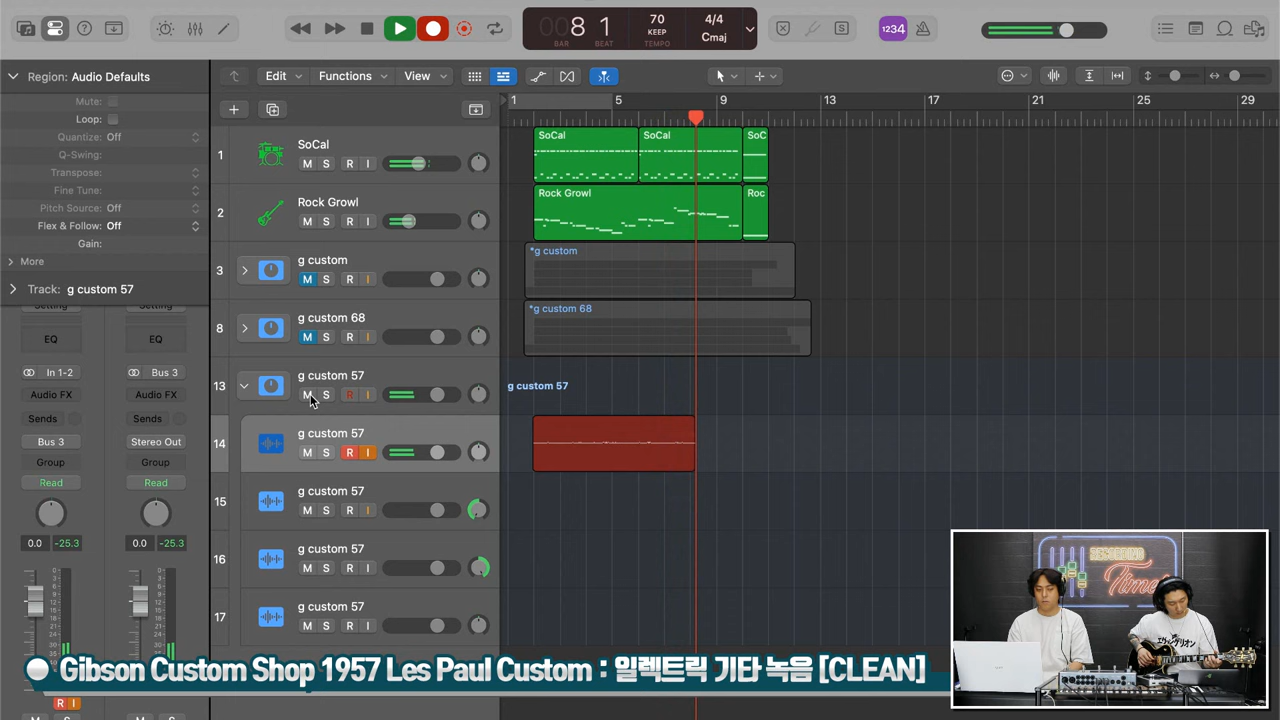 8 1
BAR
BEAT
70
KEEP
TEMPO
4/4
Cmaj
S
1234
Region: Audio Defaults
Edit
Functions
View
Mute:
Loop:
Quantize: Off
Q-Swing:
Transpose:
Fine Tune:
Pitch Source: Off
Flex & Follow: Off
Gain:
More
Track: g custom 57
1
5
9
13
17
21
25
29
1
SoCal
M S R I
SoCal
SoCal
SoC
2
Rock Growl
M S R I
Rock Growl
Roc
3
g custom
M S R I
*g custom
8
g custom 68
M S R I
*g custom 68
13
g custom 57
M S R I
g custom 57
14
g custom 57
M S R I
15
g custom 57
M S R I
16
g custom 57
M S R I
17
g custom 57
M S R I
Setting
Setting
EQ
EQ
In 1-2
Bus 3
Audio FX
Audio FX
Sends
Sends
Bus 3
Stereo Out
Group
Group
Read
Read
0.0 -25.3
0.0 -25.3
R I
RECORDING
Time
Gibson Custom Shop 1957 Les Paul Custom : 일렉트릭 기타 녹음 [CLEAN]